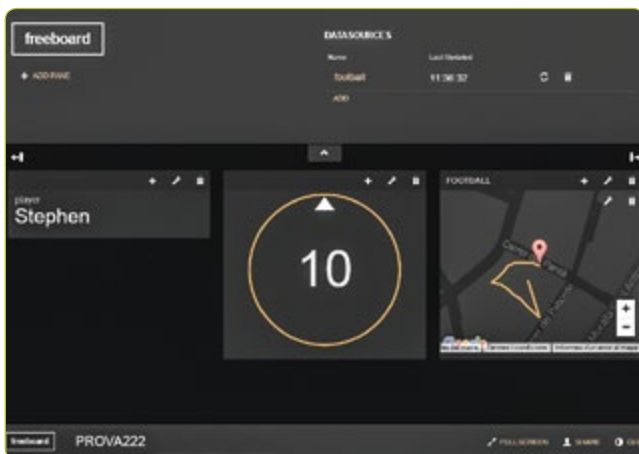 freeboard
DATASOURCES
Name Last Updated
+ ADD PANE
football 11:36:32
ADD
FOOTBALL
player
Stephen
10
Google
freeboard PROVA222
FULL SCREEN SHARE